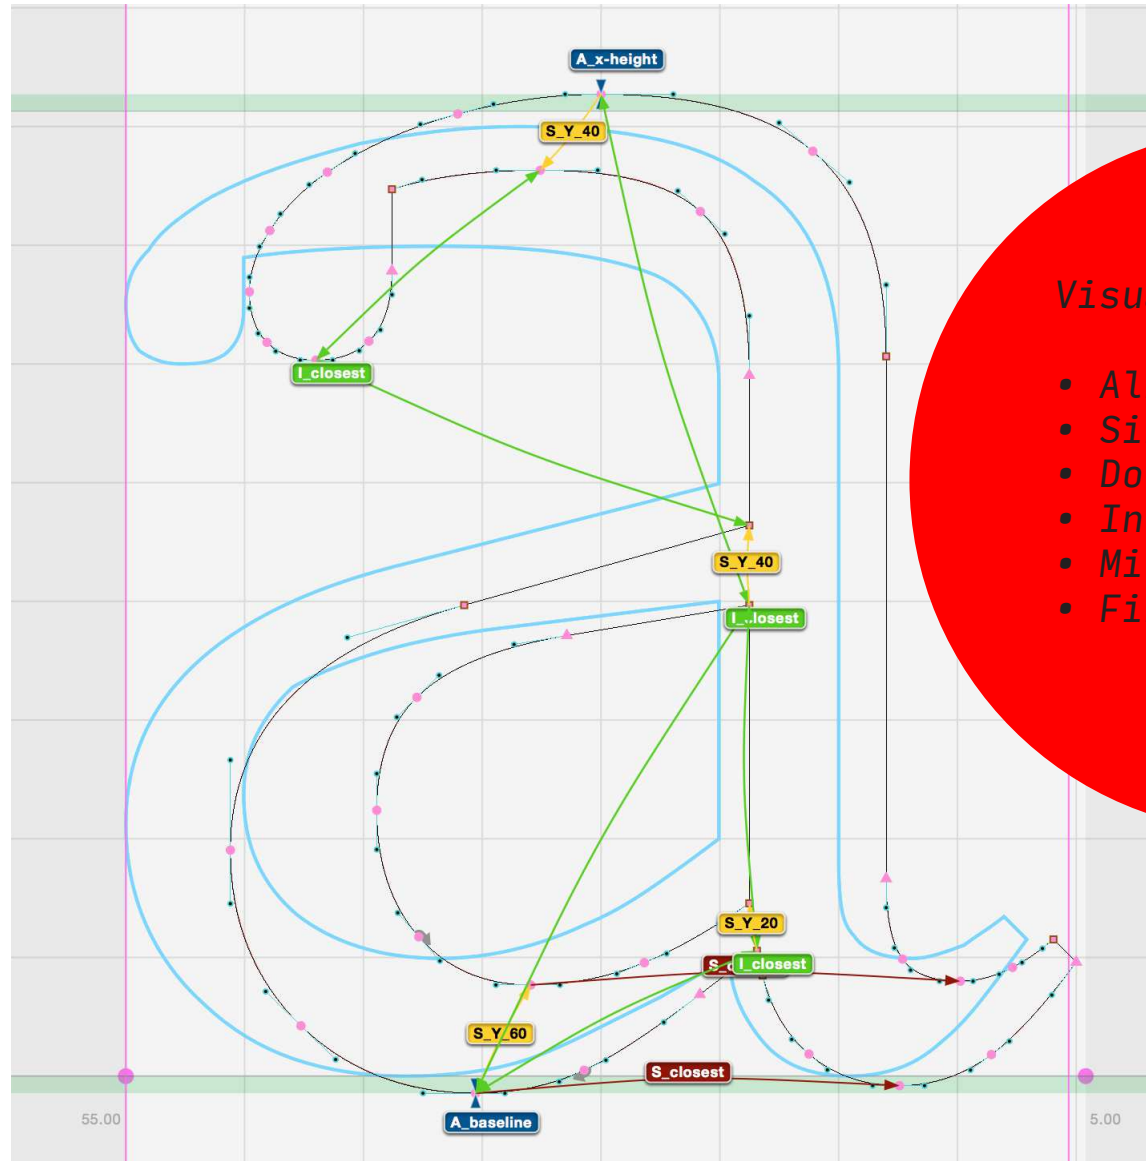 A_x-height
S_Y_40
Visu
I_closest
• Al
• Si
• Do
• In
• Mi
• Fi
S_Y_40
I_closest
S_Y_20
I_closest
S_Y_60
S_closest
A_baseline
55.00
5.00